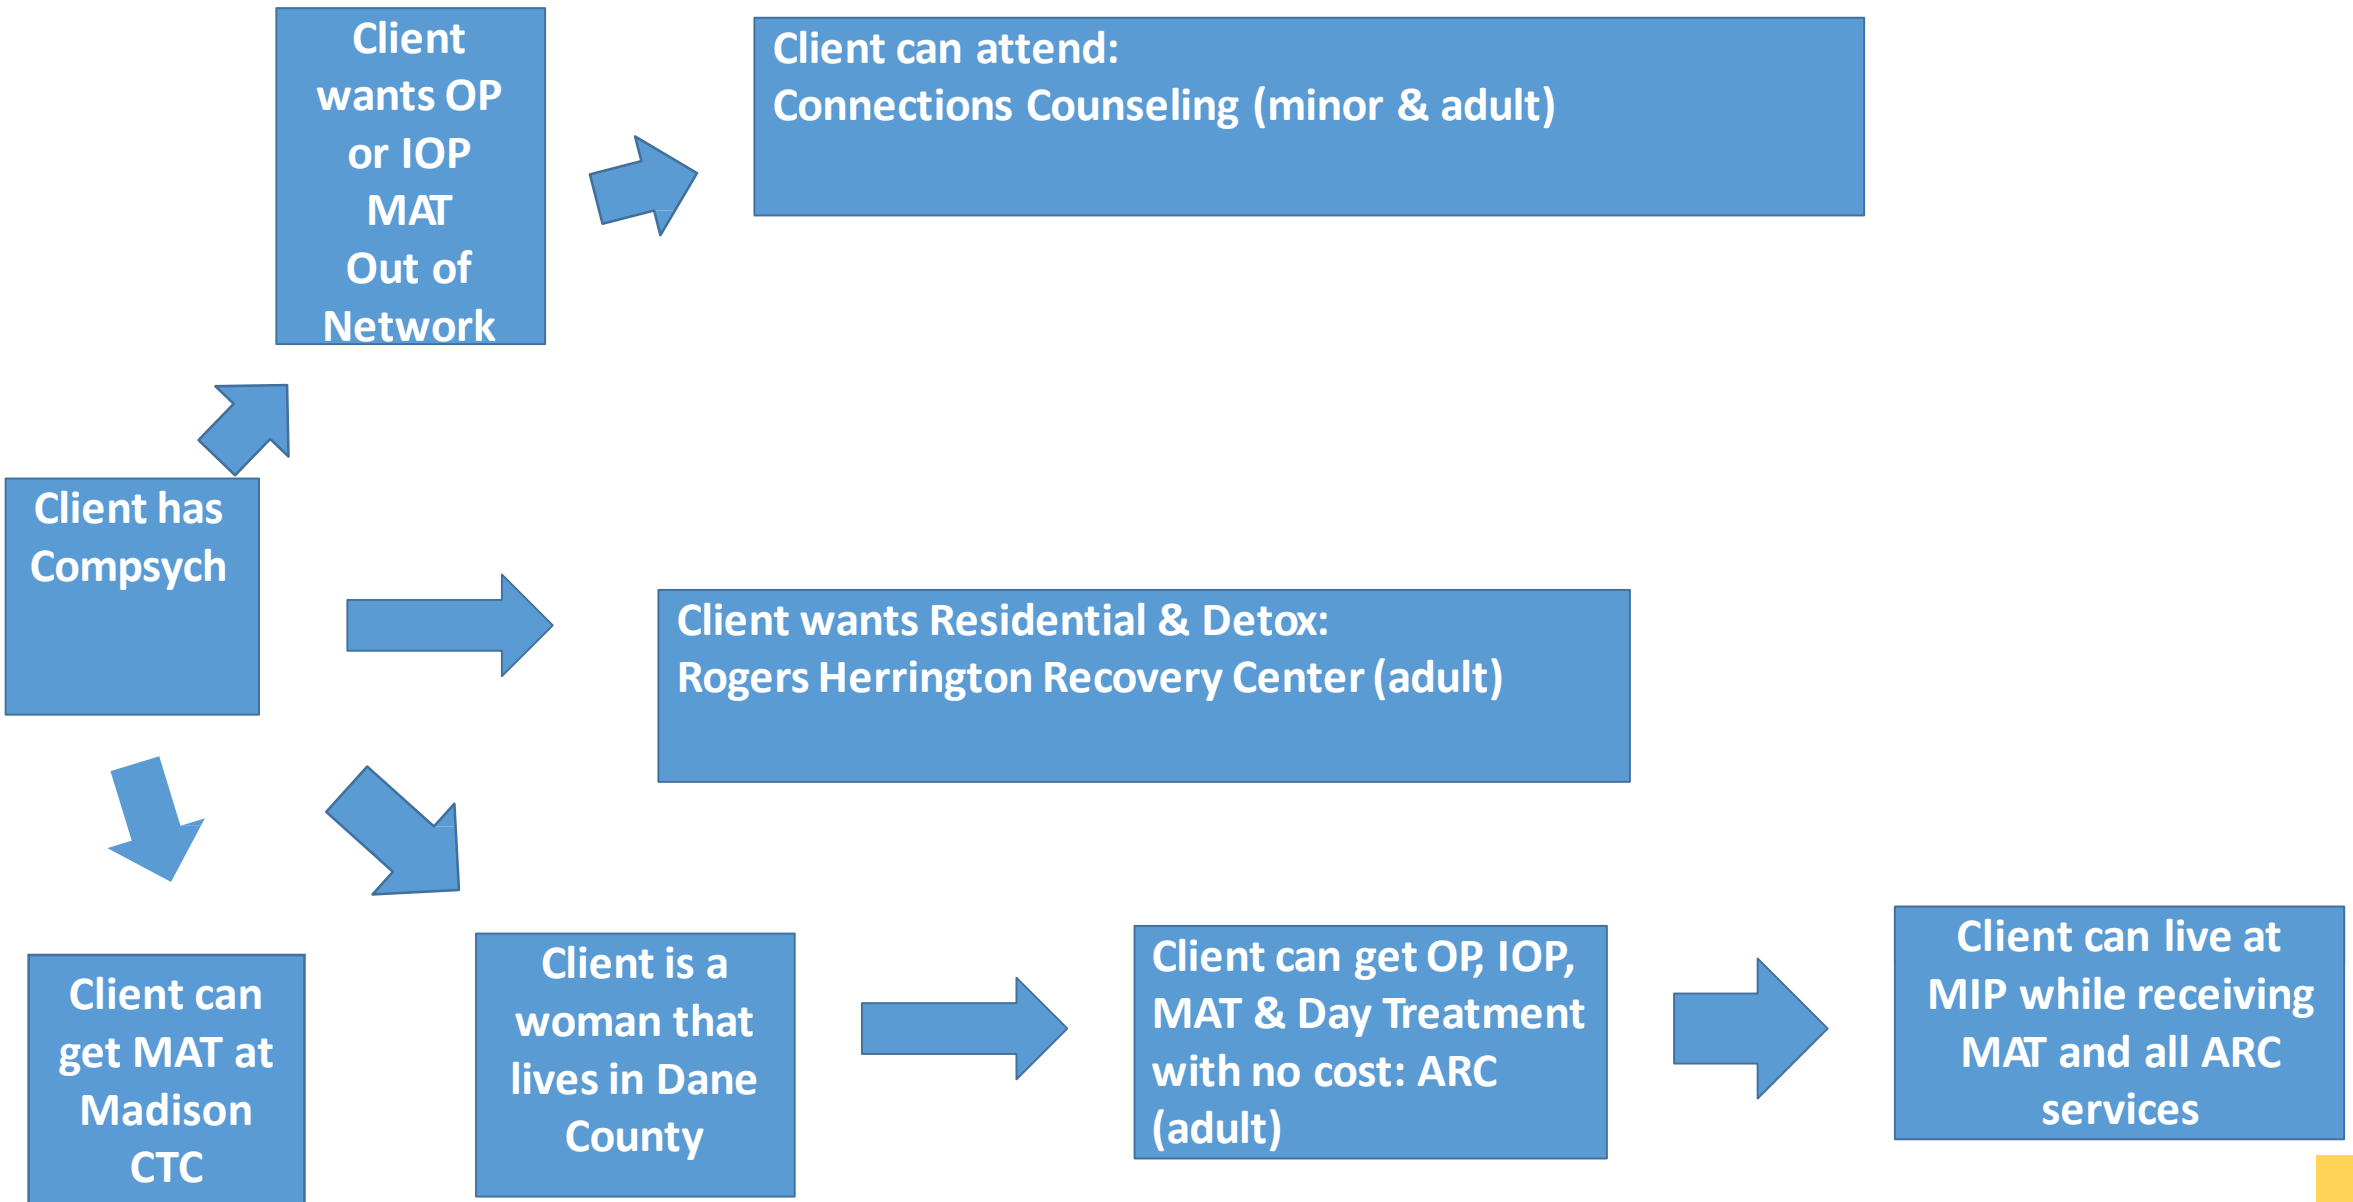 Client
wants OP
or IOP
MAT
Out of
Network
Client can attend:
Connections Counseling (minor & adult)
Client has
Compsych
Client wants Residential & Detox:
Rogers Herrington Recovery Center (adult)
Client can
get MAT at
Madison
CTC
Client is a
woman that
lives in Dane
County
Client can get OP, IOP,
MAT & Day Treatment
with no cost: ARC
(adult)
Client can live at
MIP while receiving
MAT and all ARC
services